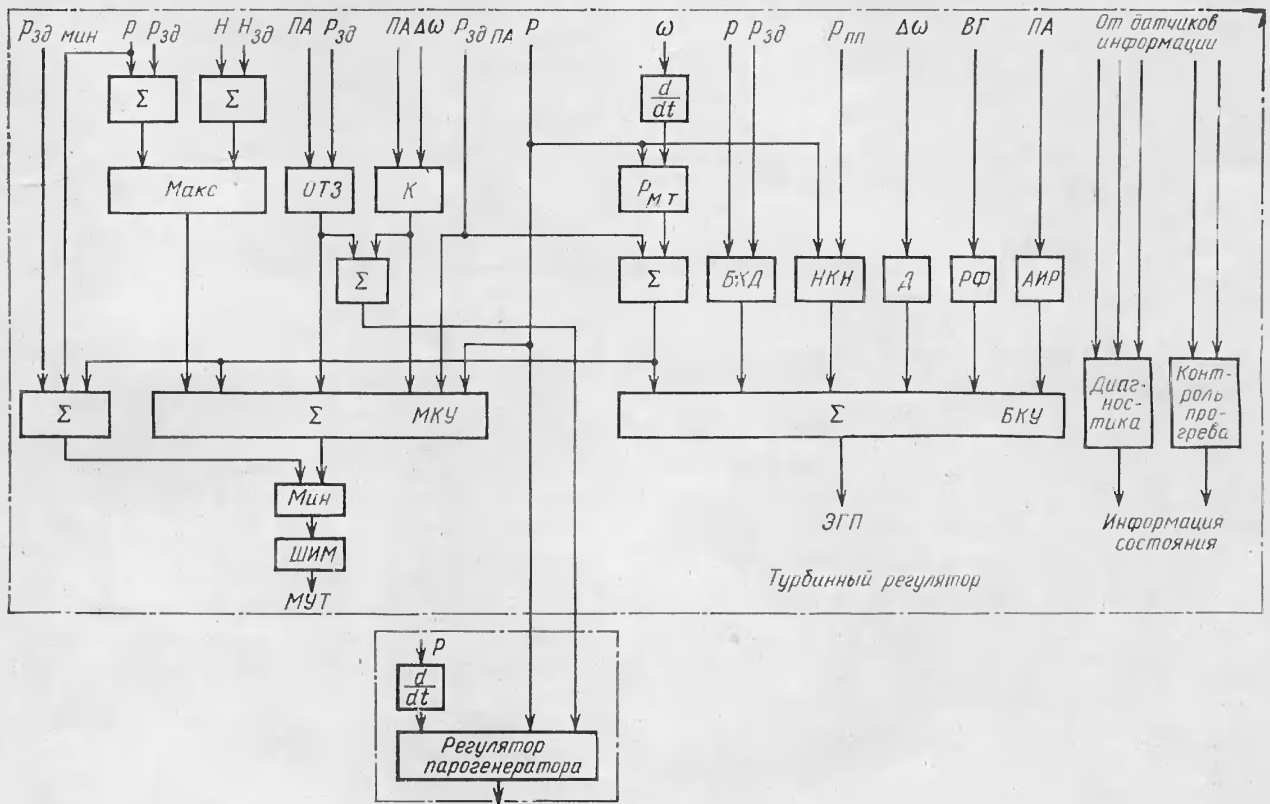 Pзд мин P Pзд H Hзд ПА Pзд ПА Δω Pзд ПА P ω P Pзд Pпп Δω ВГ ПА От датчиков
информации
Σ Σ d/dt
Макс ОТЗ К Pм.т
Σ Σ БХД НКН Д РФ АИР
Σ Σ МКУ Σ БКУ
Диаг-
нос-
тика
Конт-
роль
про-
грева
Мин
ШИМ
МУТ
ЭГП
Информация
состояния
Турбинный регулятор
P
d/dt
Регулятор
парогенератора